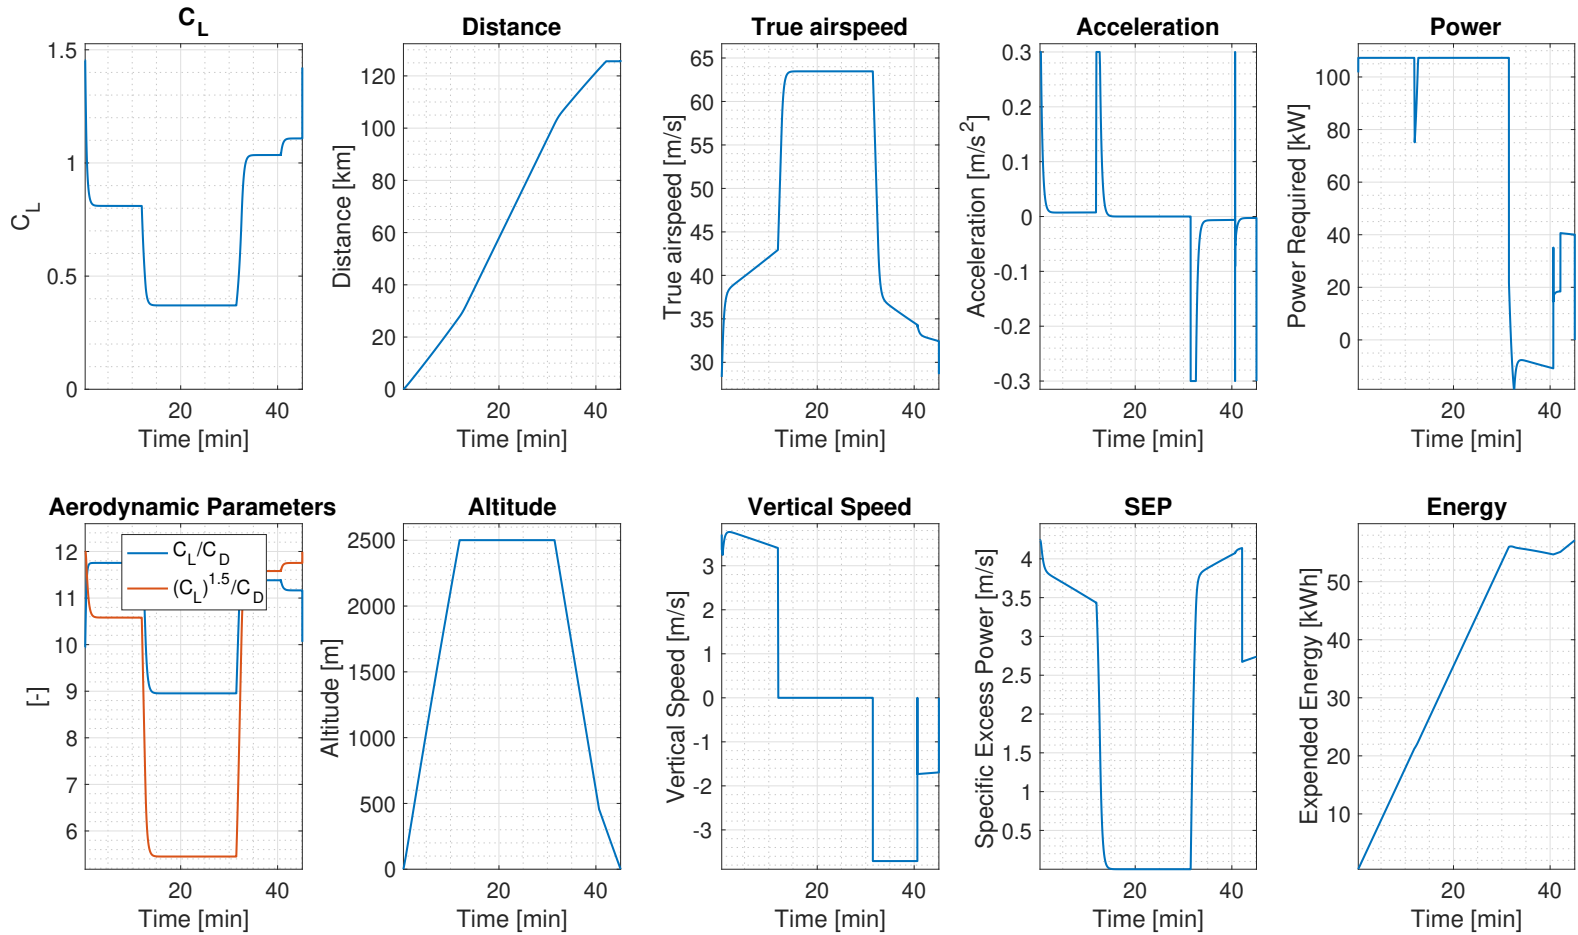 C_L
1.5
1
0.5
0
C_L
20 40
Time [min]
Distance
120
100
80
60
40
20
0
Distance [km]
20 40
Time [min]
True airspeed
65
60
55
50
45
40
35
30
True airspeed [m/s]
20 40
Time [min]
Acceleration
0.3
0.2
0.1
0
-0.1
-0.2
-0.3
Acceleration [m/s^2]
20 40
Time [min]
Power
100
80
60
40
20
0
Power Required [kW]
20 40
Time [min]
Aerodynamic Parameters
C_L/C_D
(C_L)^1.5/C_D
12
11
10
9
8
7
6
[-]
20 40
Time [min]
Altitude
2500
2000
1500
1000
500
0
Altitude [m]
20 40
Time [min]
Vertical Speed
3
2
1
0
-1
-2
-3
Vertical Speed [m/s]
20 40
Time [min]
SEP
4
3.5
3
2.5
2
1.5
1
0.5
Specific Excess Power [m/s]
20 40
Time [min]
Energy
50
40
30
20
10
Expended Energy [kWh]
20 40
Time [min]